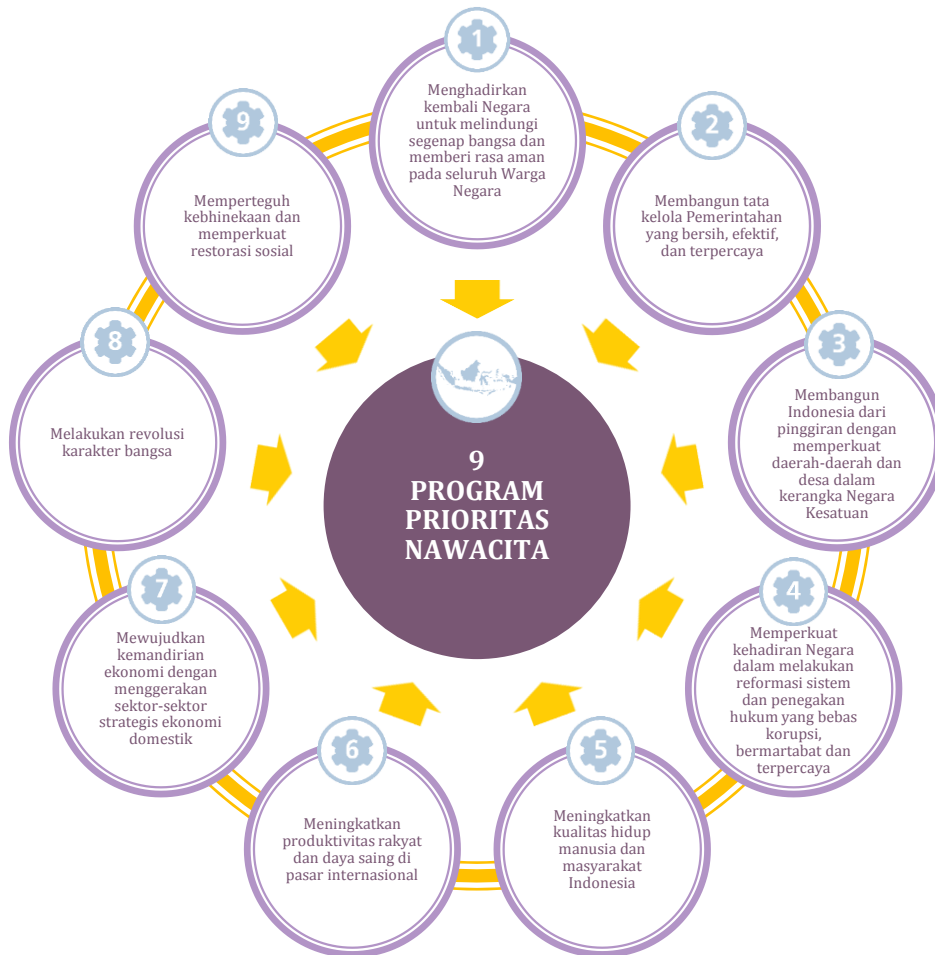 1
Menghadirkan
kembali Negara
untuk melindungi
segenap bangsa dan
memberi rasa aman
pada seluruh Warga
Negara
2
Membangun tata
kelola Pemerintahan
yang bersih, efektif,
dan terpercaya
3
Membangun
Indonesia dari
pinggiran dengan
memperkuat
daerah-daerah dan
desa dalam
kerangka Negara
Kesatuan
4
Memperkuat
kehadiran Negara
dalam melakukan
reformasi sistem
dan penegakan
hukum yang bebas
korupsi,
bermartabat dan
terpercaya
5
Meningkatkan
kualitas hidup
manusia dan
masyarakat
Indonesia
6
Meningkatkan
produktivitas rakyat
dan daya saing di
pasar internasional
7
Mewujudkan
kemandirian
ekonomi dengan
menggerakan
sektor-sektor
strategis ekonomi
domestik
8
Melakukan revolusi
karakter bangsa
9
Memperteguh
kebhinekaan dan
memperkuat
restorasi sosial
9
PROGRAM
PRIORITAS
NAWACITA